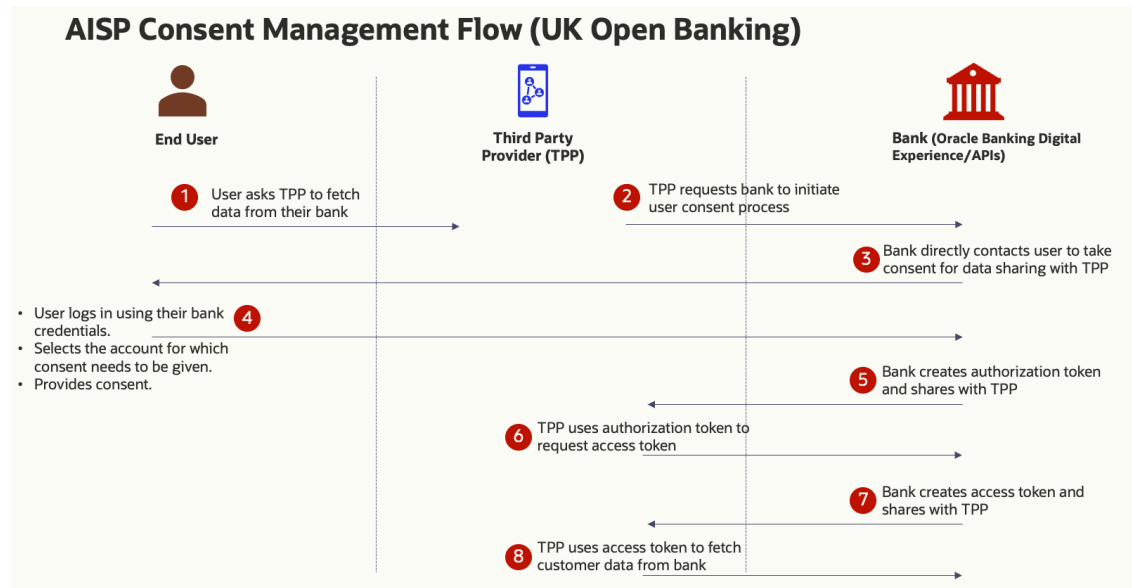 AISP Consent Management Flow (UK Open Banking)
End User
Third Party
Provider (TPP)
Bank (Oracle Banking Digital
Experience/APIs)
1
User asks TPP to fetch
data from their bank
2
TPP requests bank to initiate
user consent process
3
Bank directly contacts user to take
consent for data sharing with TPP
4
• User logs in using their bank
credentials.
• Selects the account for which
consent needs to be given.
• Provides consent.
5
Bank creates authorization token
and shares with TPP
6
TPP uses authorization token to
request access token
7
Bank creates access token and
shares with TPP
8
TPP uses access token to fetch
customer data from bank